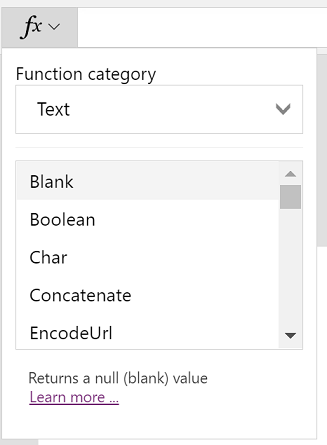 fx
Function category
Text
Blank
Boolean
Char
Concatenate
EncodeUrl
Returns a null (blank) value
Learn more ...